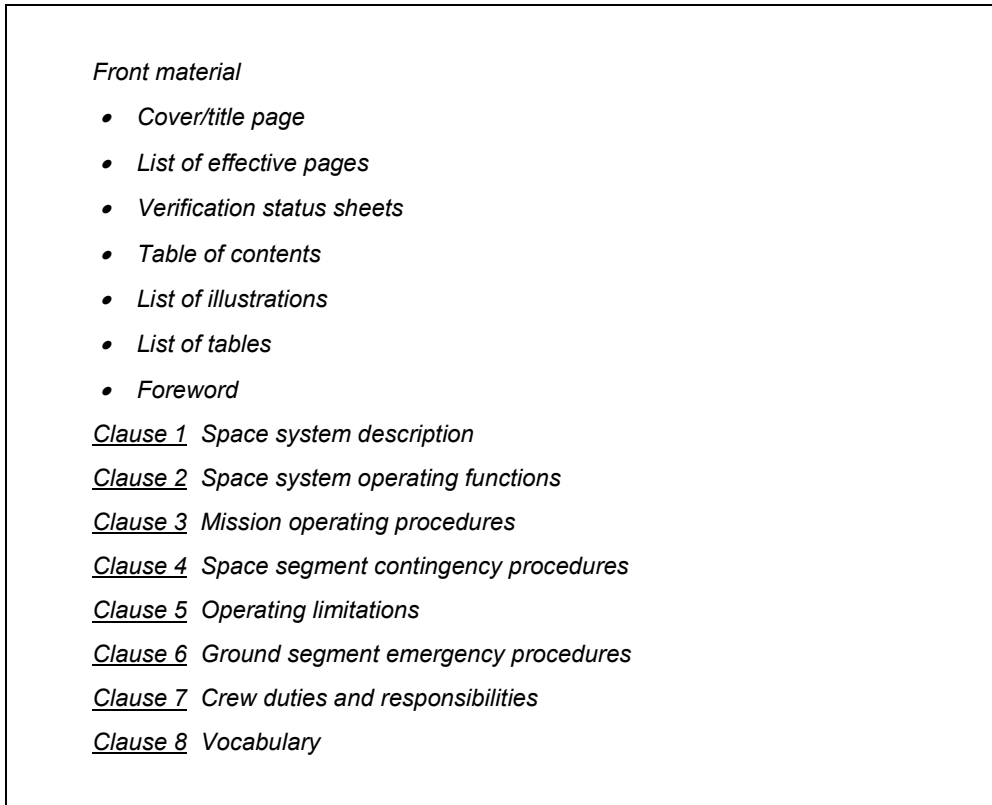 Front material
• Cover/title page
• List of effective pages
• Verification status sheets
• Table of contents
• List of illustrations
• List of tables
• Foreword
Clause 1 Space system description
Clause 2 Space system operating functions
Clause 3 Mission operating procedures
Clause 4 Space segment contingency procedures
Clause 5 Operating limitations
Clause 6 Ground segment emergency procedures
Clause 7 Crew duties and responsibilities
Clause 8 Vocabulary